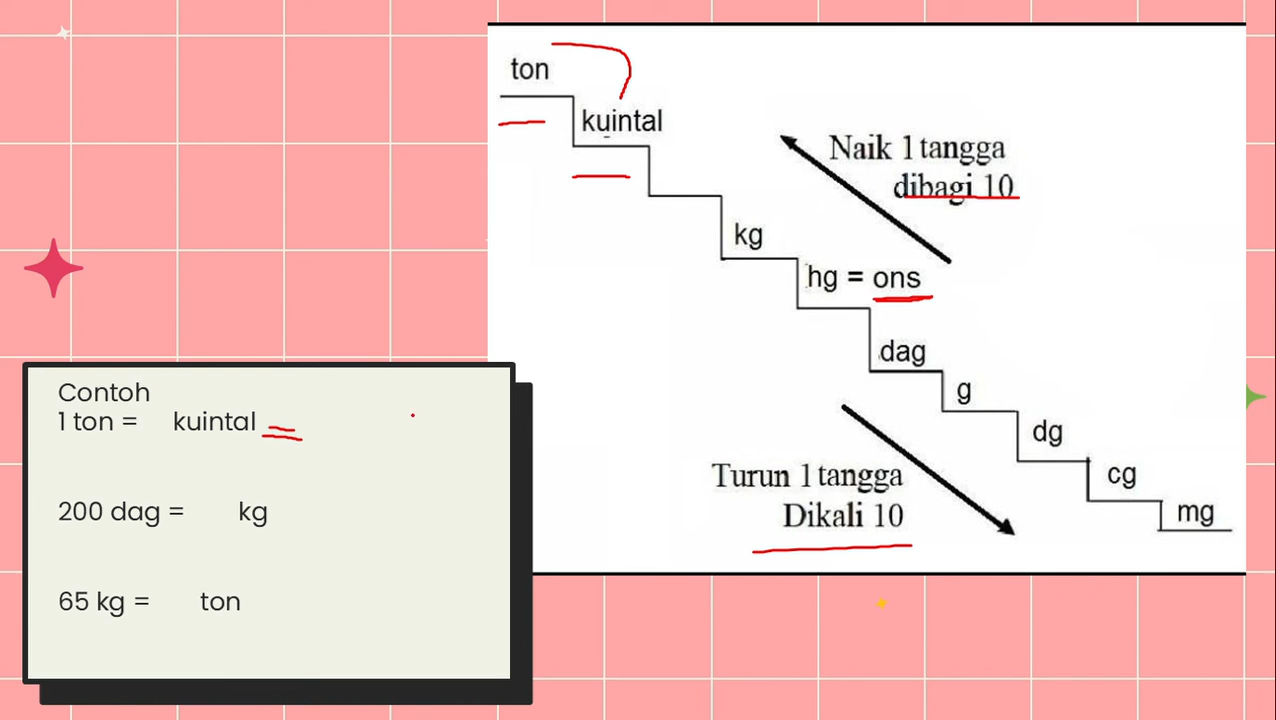 ton
kuintal
Naik 1 tangga
dibagi 10
kg
hg = ons
dag
g
dg
cg
mg
Turun 1 tangga
Dikali 10
Contoh
1 ton = kuintal
200 dag = kg
65 kg = ton